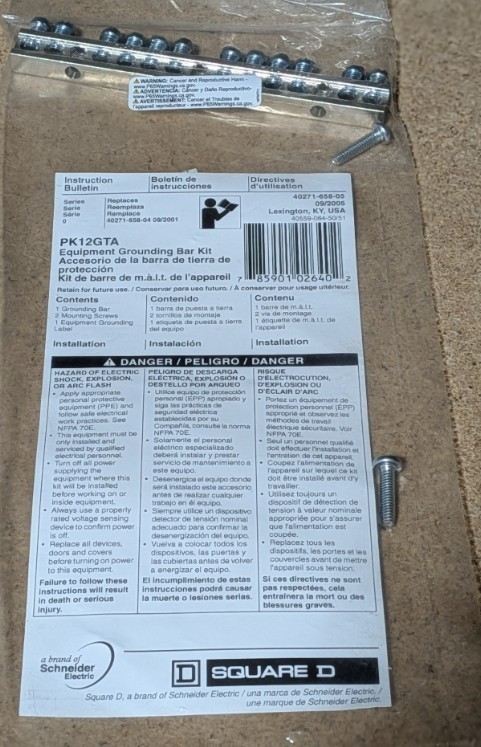 ⚠ WARNING: Cancer and Reproductive Harm -
www.P65Warnings.ca.gov.
⚠ ADVERTENCIA: Cáncer y Daño Reproductivo-
www.P65Warnings.ca.gov.
⚠ AVERTISSEMENT: Cancer et Troubles de
l'appareil reproducteur - www.P65Warnings.ca.gov
Instruction
Bulletin
Boletín de
instrucciones
Directives
d'utilisation
Series
Serie
Série
0
Replaces
Reemplaza
Remplace
40271-658-04 09/2001
40271-658-05
09/2006
Lexington, KY, USA
PK12GTA
Equipment Grounding Bar Kit
Accesorio de la barra de tierra de
protección
Kit de barre de m.à.l.t. de l'appareil
7 85901 02640 2
Retain for future use. / Conservar para uso futuro. / À conserver pour usage ultérieur.
Contents
1 Grounding Bar
2 Mounting Screws
1 Equipment Grounding
Label
Contenido
1 barra de puesta a tierra
2 tornillos de montaje
1 etiqueta de puesta a tierra
del equipo
Contenu
1 barre de m.à.l.t.
2 vis de montage
1 étiquette de m.à.l.t. de
l'appareil
Installation
Instalación
Installation
⚠ DANGER / PELIGRO / DANGER
HAZARD OF ELECTRIC
SHOCK, EXPLOSION,
OR ARC FLASH
• Apply appropriate
personal protective
equipment (PPE) and
follow safe electrical
work practices. See
NFPA 70E.
• This equipment must be
only installed and
serviced by qualified
electrical personnel.
• Turn off all power
supplying the
equipment where this
kit will be installed
before working on or
inside equipment.
• Always use a properly
rated voltage sensing
device to confirm power
is off.
• Replace all devices,
doors and covers
before turning on power
to this equipment.
Failure to follow these
instructions will result
in death or serious
injury.
PELIGRO DE DESCARGA
ELÉCTRICA, EXPLOSIÓN O
DESTELLO POR ARQUEO
• Utilice equipo de protección
personal (EPP) apropiado y
siga las prácticas de
seguridad eléctrica
establecidas por su
Compañía, consulte la norma
NFPA 70E.
• Solamente el personal
eléctrico especializado
deberá instalar y prestar
servicio de mantenimiento a
este equipo.
• Desenergice el equipo donde
será instalado este accesorio,
antes de realizar cualquier
trabajo en él equipo.
• Siempre utilice un dispositivo
detector de tensión nominal
adecuado para confirmar la
desenergización del equipo.
• Vuelva a colocar todos los
dispositivos, las puertas y
las cubiertas antes de volver
a energizar el equipo.
El incumplimiento de estas
instrucciones podrá causar
la muerte o lesiones serias.
RISQUE
D'ÉLECTROCUTION,
D'EXPLOSION OU
D'ÉCLAIR D'ARC
• Portez un équipement de
protection personnel (ÉPP)
approprié et observez les
méthodes de travail
électrique sécuritaire. Voir
NFPA 70E.
• Seul un personnel qualifié
doit effectuer l'installation et
l'entretien de cet appareil.
• Coupez l'alimentation de
l'appareil sur lequel ce kit
doit être installé avant d'y
travailler.
• Utilisez toujours un
dispositif de détection de
tension à valeur nominale
appropriée pour s'assurer
que l'alimentation est
coupée.
• Replacez tous les
dispositifs, les portes et les
couvercles avant de mettre
l'appareil sous tension.
Si ces directives ne sont
pas respectées, cela
entraînera la mort ou des
blessures graves.
a brand of
Schneider
Electric
D SQUARE D
Square D, a brand of Schneider Electric / una marca de Schneider Electric. /
une marque de Schneider Electric.